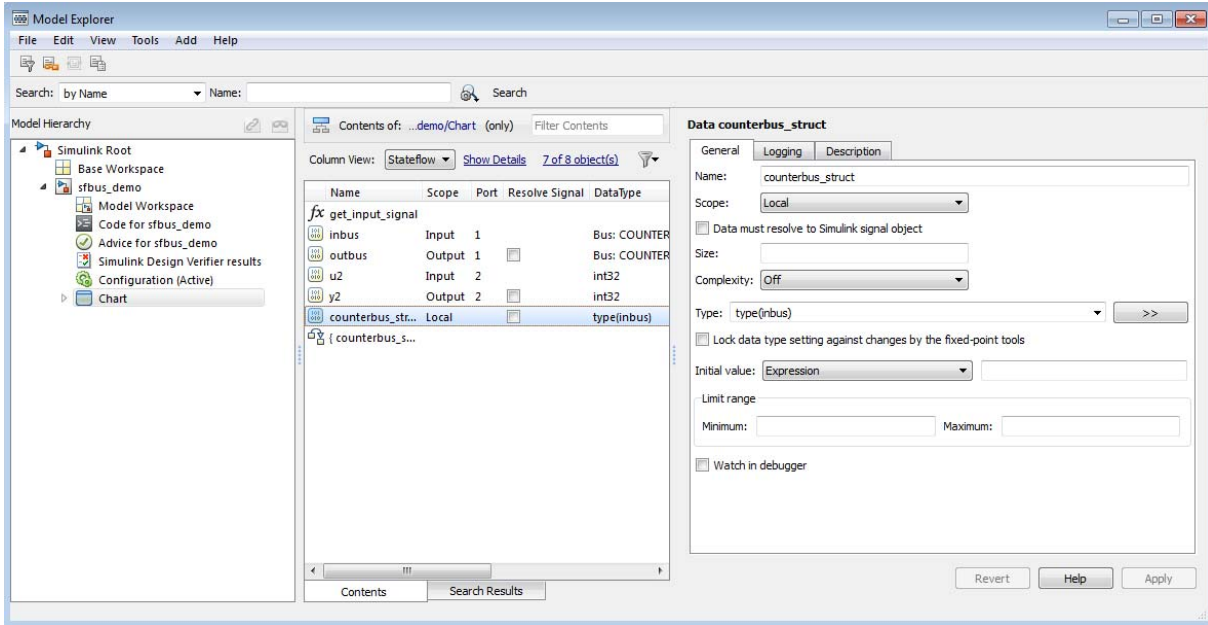 Model Explorer
File Edit View Tools Add Help
Search: by Name Name: Search
Model Hierarchy
Simulink Root
Base Workspace
sfbus_demo
Model Workspace
Code for sfbus_demo
Advice for sfbus_demo
Simulink Design Verifier results
Configuration (Active)
Chart
Contents of: ...demo/Chart (only) Filter Contents
Column View: Stateflow Show Details 7 of 8 object(s)
Name Scope Port Resolve Signal DataType
fx get_input_signal
inbus Input 1 Bus: COUNTER
outbus Output 1 Bus: COUNTER
u2 Input 2 int32
y2 Output 2 int32
counterbus_str... Local type(inbus)
{ counterbus_s...
Contents Search Results
Data counterbus_struct
General Logging Description
Name: counterbus_struct
Scope: Local
Data must resolve to Simulink signal object
Size:
Complexity: Off
Type: type(inbus) >>
Lock data type setting against changes by the fixed-point tools
Initial value: Expression
Limit range
Minimum: Maximum:
Watch in debugger
Revert Help Apply